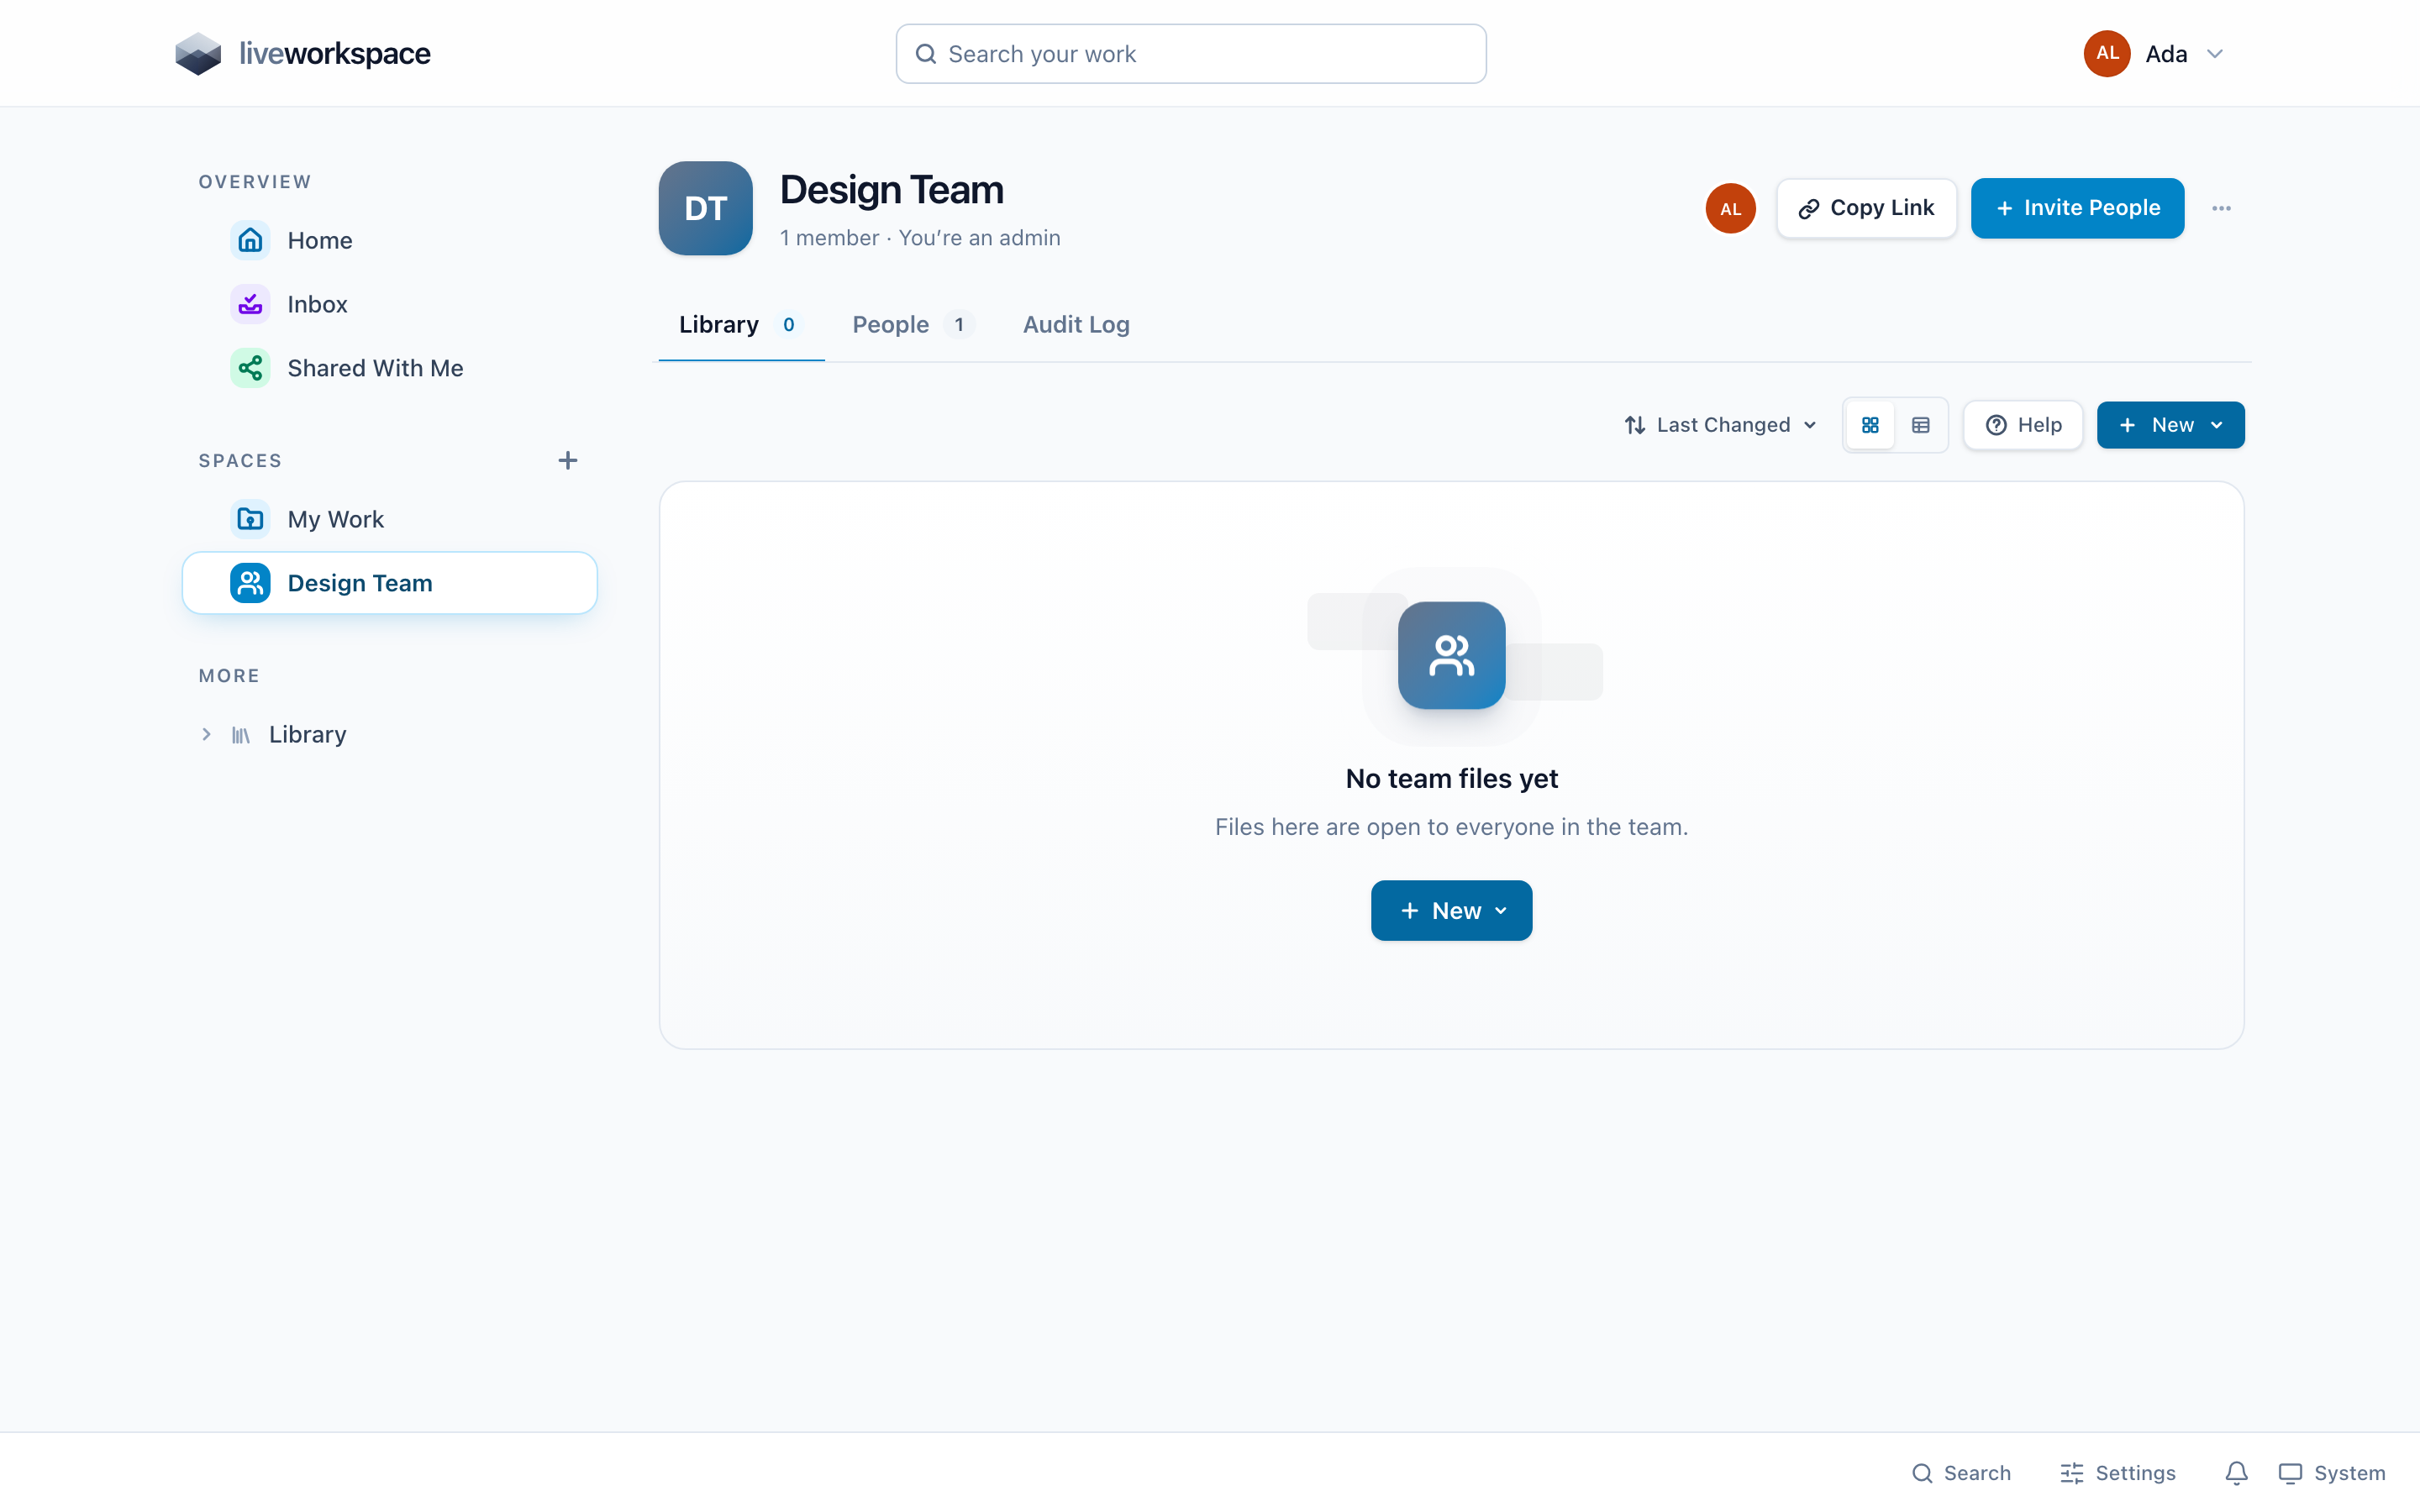 liveworkspace
Search your work
AL Ada
OVERVIEW
Home
Inbox
Shared With Me
SPACES
My Work
Design Team
MORE
Library
DT
Design Team
1 member · You’re an admin
AL
Copy Link
Invite People
Library 0
People 1
Audit Log
Last Changed
Help
New
No team files yet
Files here are open to everyone in the team.
New
Search
Settings
System